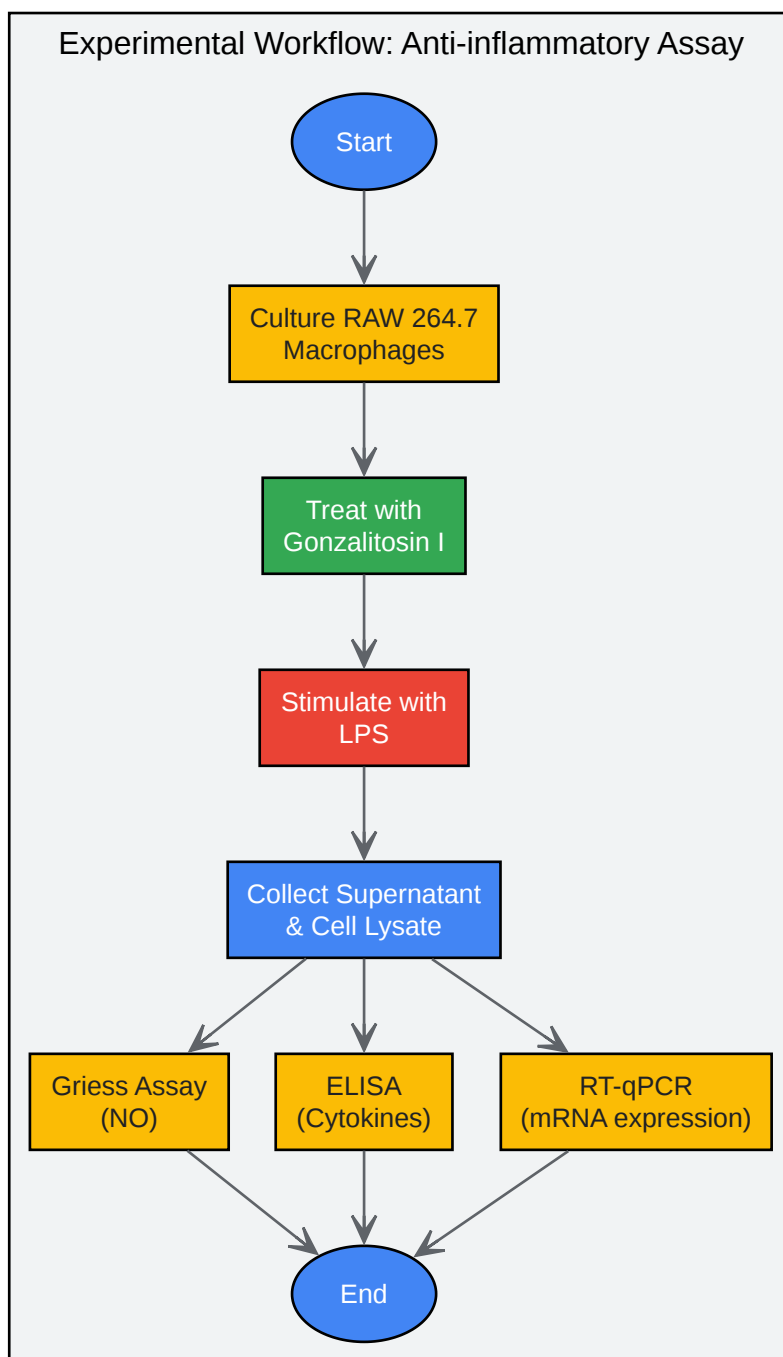 Experimental Workflow: Anti-inflammatory Assay
Start
Culture RAW 264.7
Macrophages
Treat with
Gonzalitosin I
Stimulate with
LPS
Collect Supernatant
& Cell Lysate
Griess Assay
(NO)
ELISA
(Cytokines)
RT-qPCR
(mRNA expression)
End